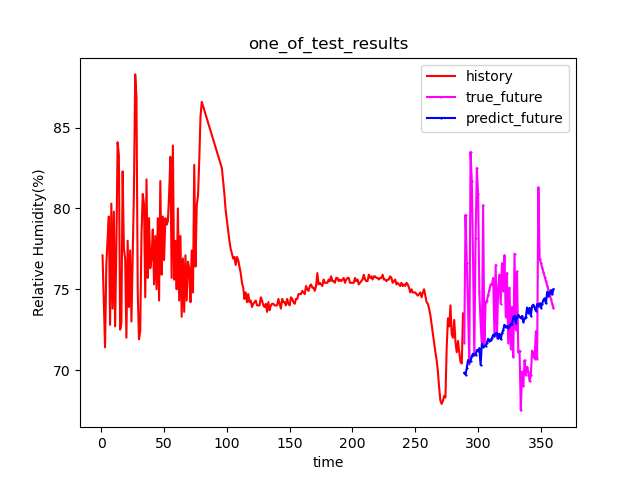 one_of_test_results
history
true_future
predict_future
Relative Humidity(%)
85
80
75
70
0 50 100 150 200 250 300 350
time